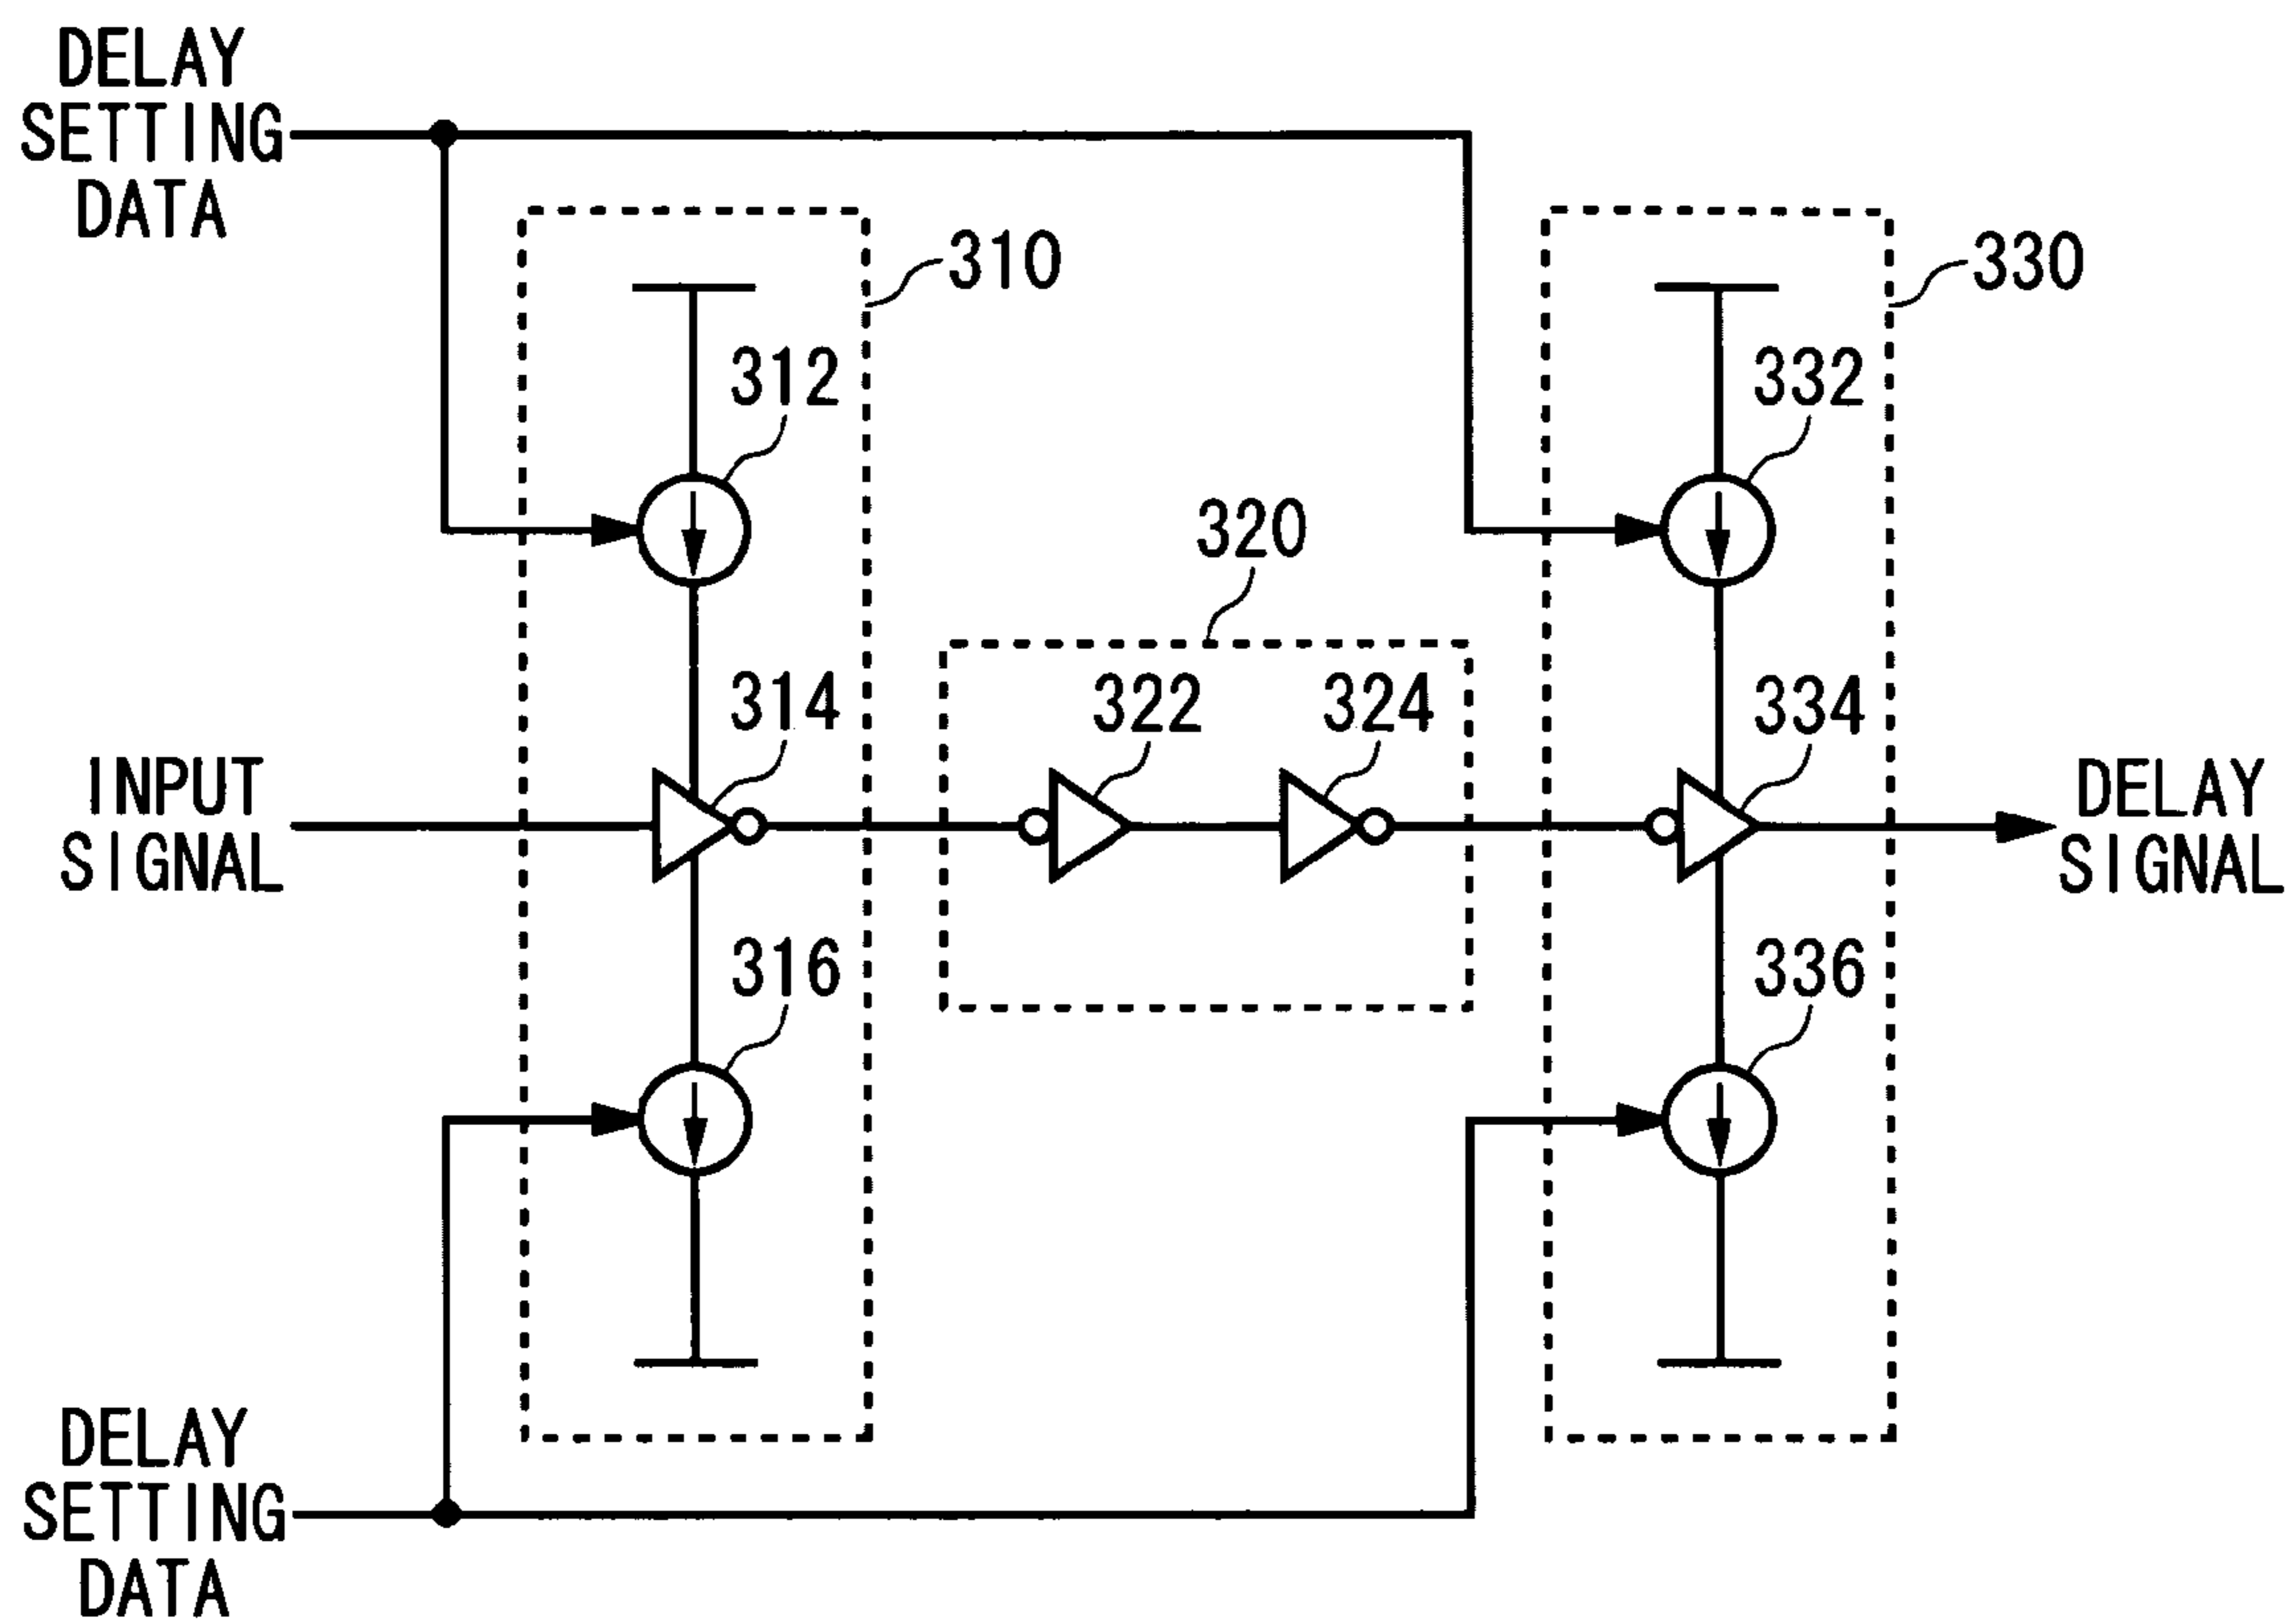 DELAY
SETTING
DATA
310
330
312
332
320
314
322
324
334
INPUT
SIGNAL
DELAY
SIGNAL
316
336
DELAY
SETTING
DATA